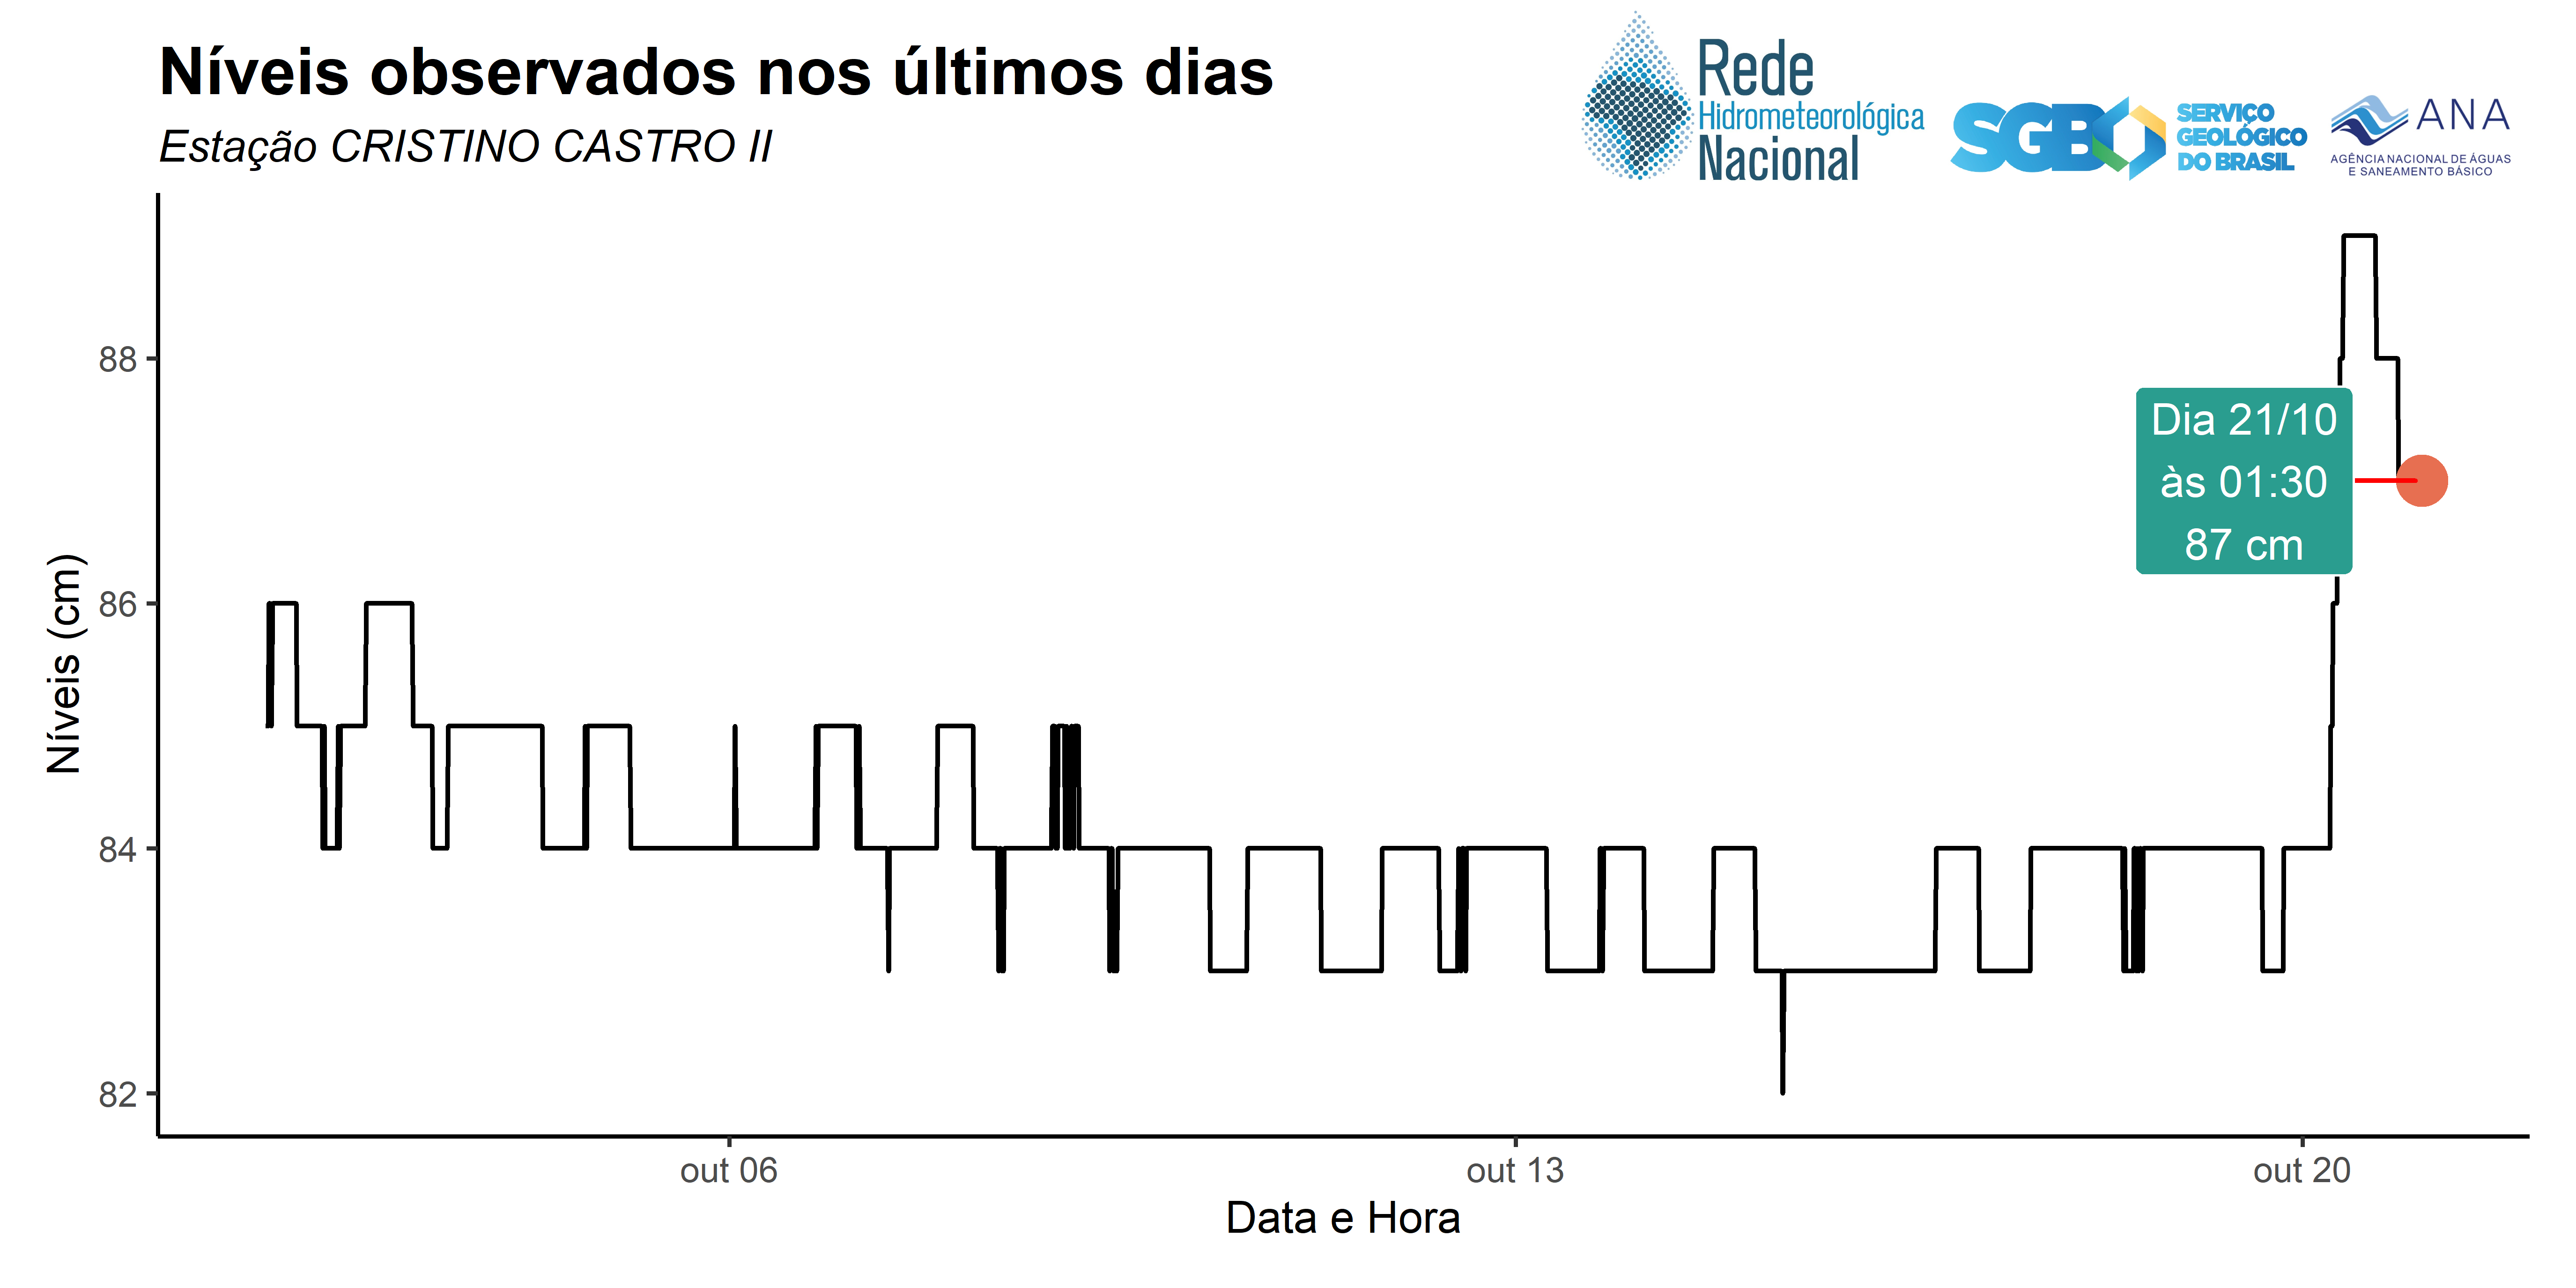 Níveis observados nos últimos dias
Estação CRISTINO CASTRO II
Rede
Hidrometeorológica
Nacional
SGB
SERVIÇO
GEOLÓGICO
DO BRASIL
ANA
AGÊNCIA NACIONAL DE ÁGUAS
E SANEAMENTO BÁSICO
Níveis (cm)
88
86
84
82
Dia 21/10
às 01:30
87 cm
out 06
out 13
out 20
Data e Hora